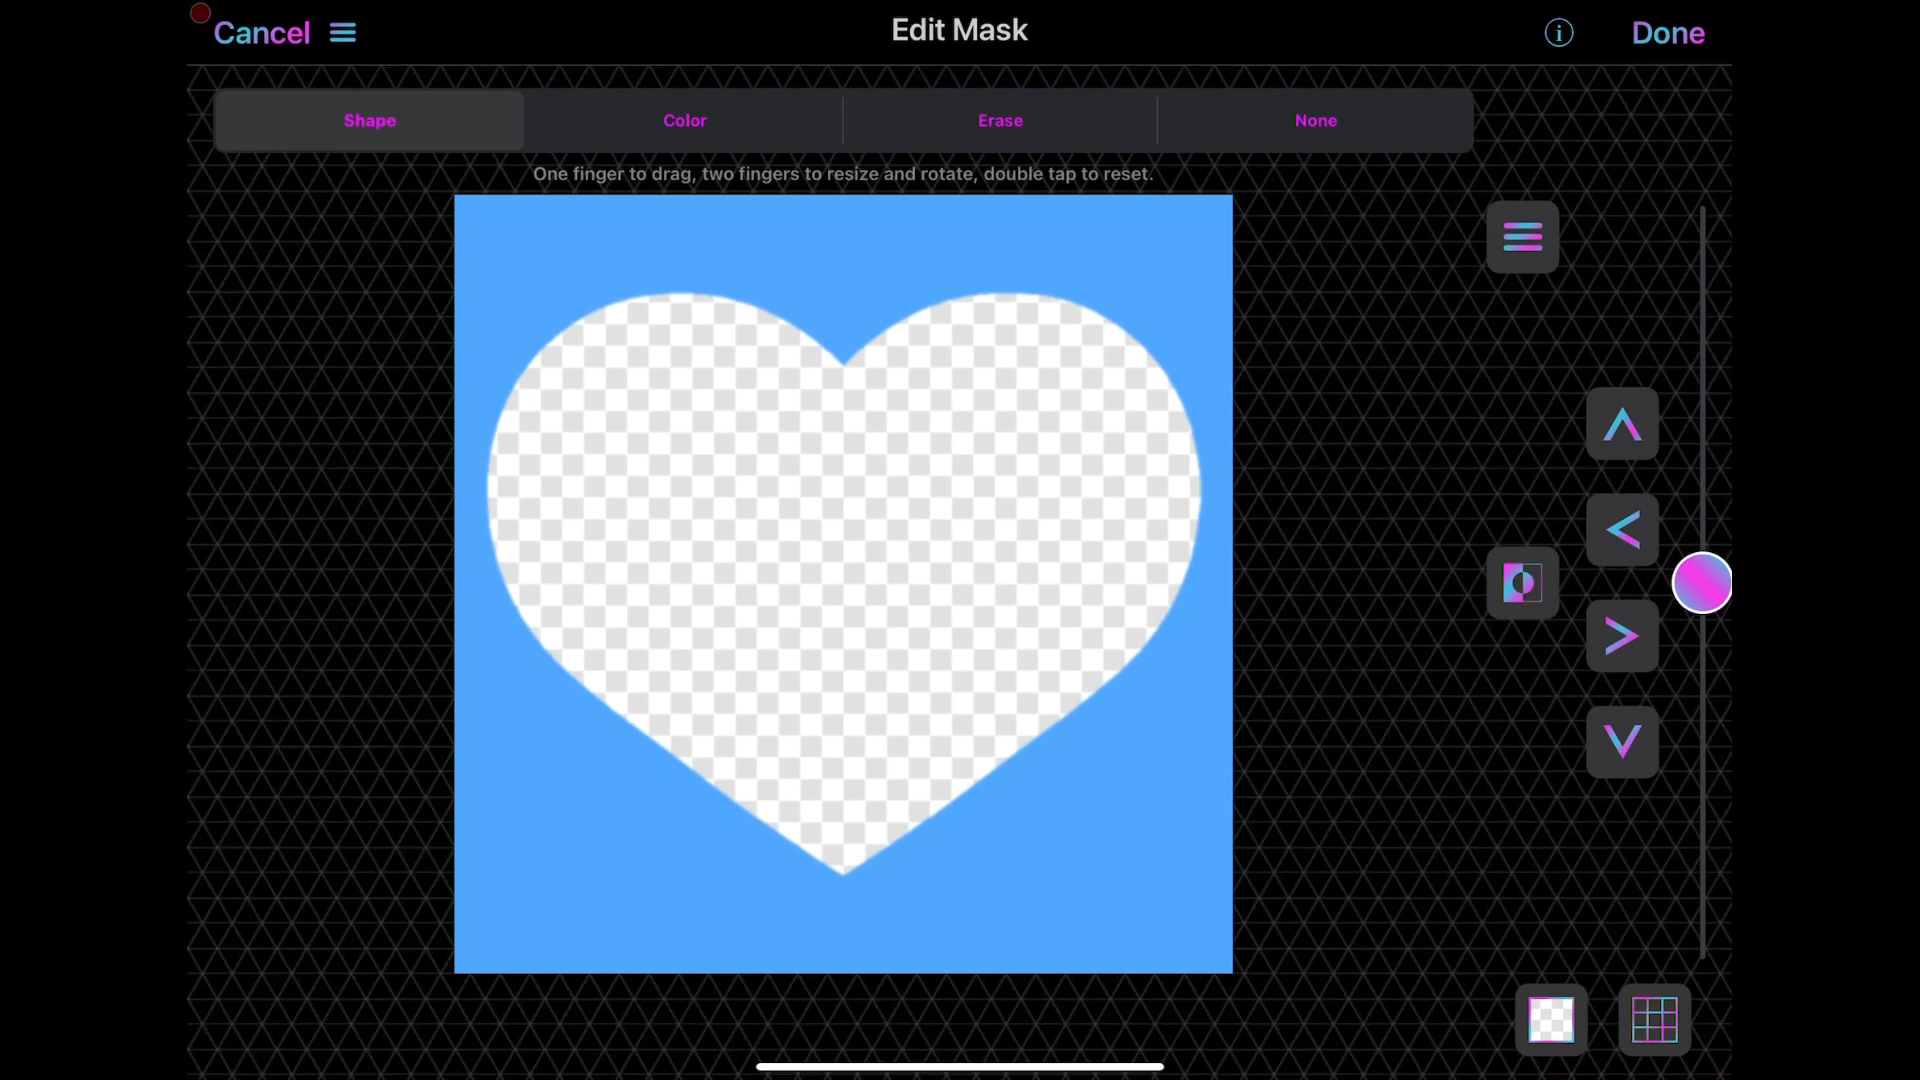 Cancel
Edit Mask
Done
Shape
Color
Erase
None
One finger to drag, two fingers to resize and rotate, double tap to reset.